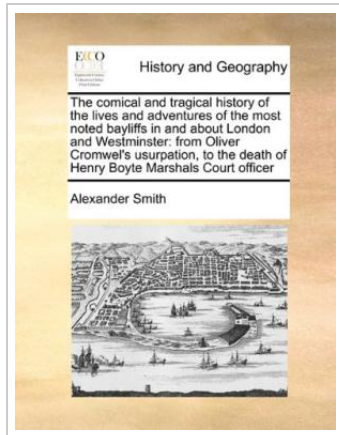 ECCO
History and Geography
The comical and tragical history of
the lives and adventures of the most
noted bayliffs in and about London
and Westminster: from Oliver
Cromwel's usurpation, to the death of
Henry Boyte Marshals Court officer
Alexander Smith